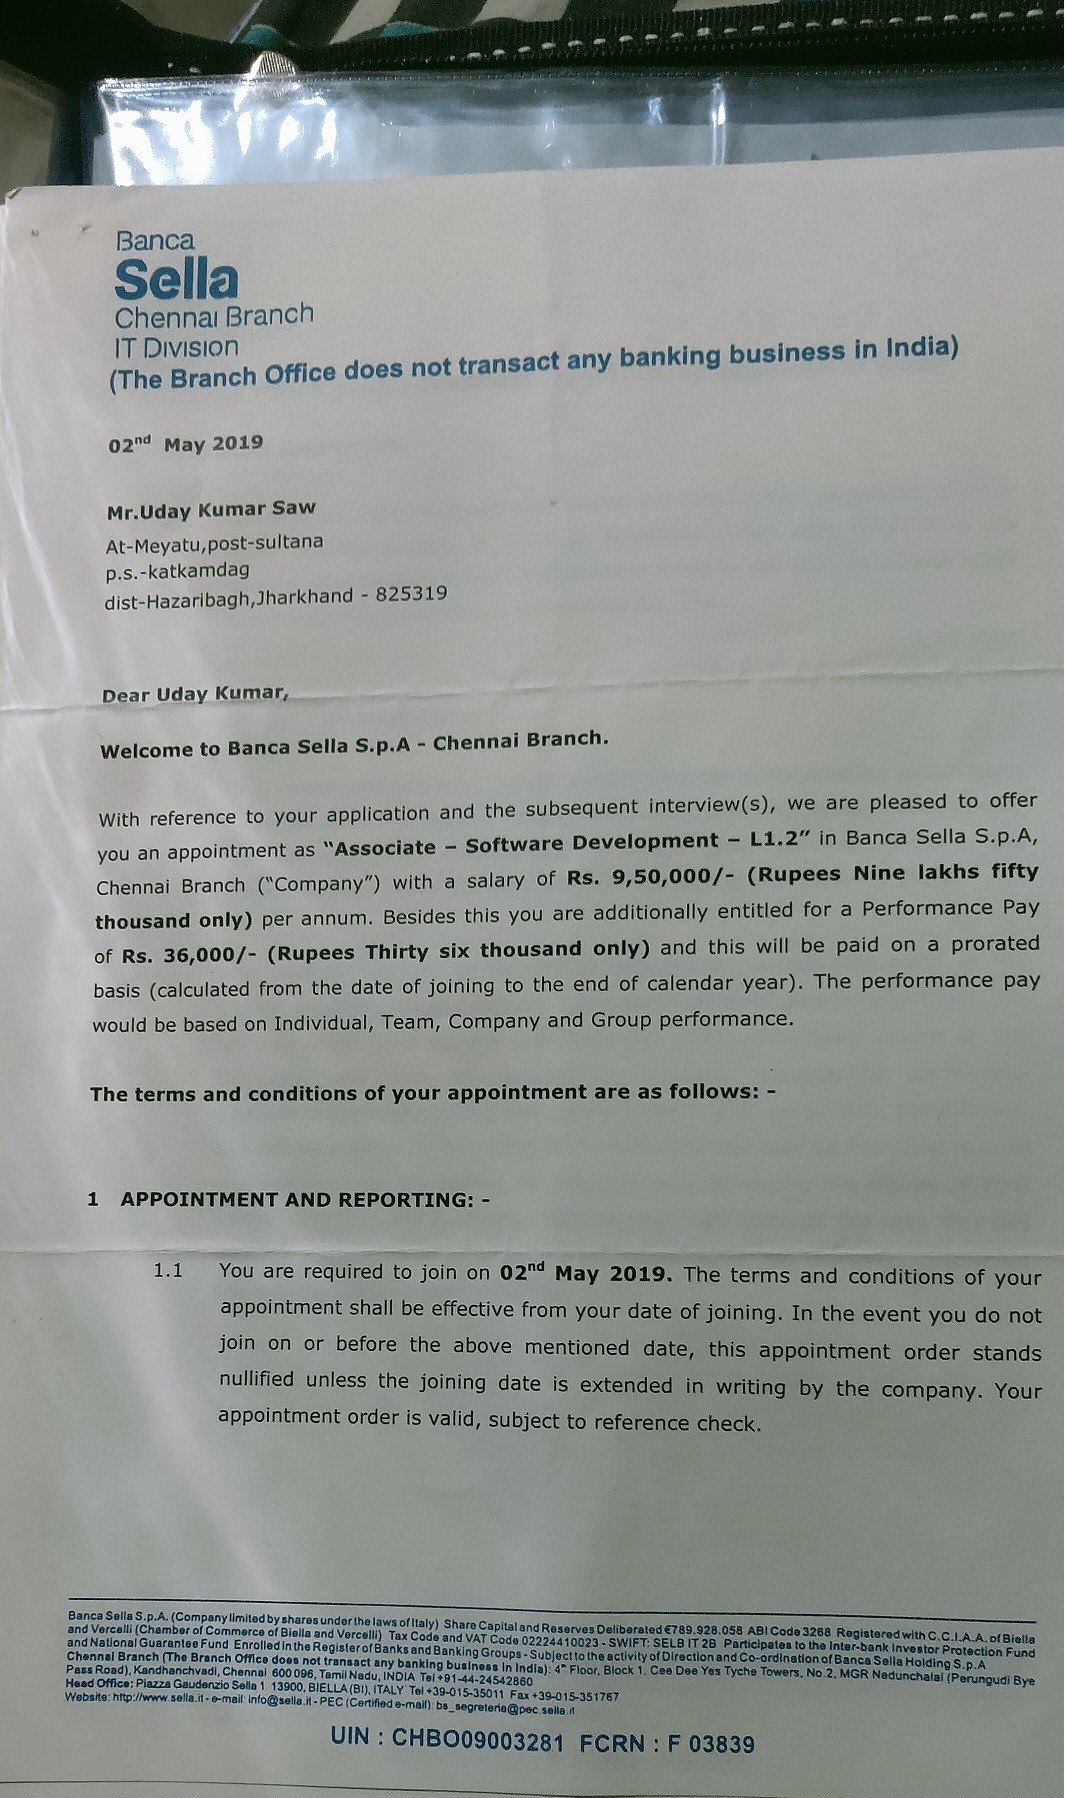 Banca
Sella
Chennai Branch
IT Division
(The Branch Office does not transact any banking business in India)
02nd May 2019
Mr.Uday Kumar Saw
At-Meyatu,post-sultana
p.s.-katkamdag
dist-Hazaribagh,Jharkhand - 825319
Dear Uday Kumar,
Welcome to Banca Sella S.p.A - Chennai Branch.
With reference to your application and the subsequent interview(s), we are pleased to offer
you an appointment as “Associate – Software Development – L1.2” in Banca Sella S.p.A,
Chennai Branch (“Company”) with a salary of Rs. 9,50,000/- (Rupees Nine lakhs fifty
thousand only) per annum. Besides this you are additionally entitled for a Performance Pay
of Rs. 36,000/- (Rupees Thirty six thousand only) and this will be paid on a prorated
basis (calculated from the date of joining to the end of calendar year). The performance pay
would be based on Individual, Team, Company and Group performance.
The terms and conditions of your appointment are as follows: -
1 APPOINTMENT AND REPORTING: -
1.1 You are required to join on 02nd May 2019. The terms and conditions of your
appointment shall be effective from your date of joining. In the event you do not
join on or before the above mentioned date, this appointment order stands
nullified unless the joining date is extended in writing by the company. Your
appointment order is valid, subject to reference check.
Banca Sella S.p.A. (Company limited by shares under the laws of Italy) Share Capital and Reserves Deliberated €789.928.058 ABI Code 3268 Registered with C.C.I.A.A. of Biella
and Vercelli (Chamber of Commerce of Biella and Vercelli) Tax Code and VAT Code 02224410023 - SWIFT: SELB IT 2B Participates to the Inter-bank Investor Protection Fund
and National Guarantee Fund Enrolled in the Register of Banks and Banking Groups - Subject to the activity of Direction and Co-ordination of Banca Sella Holding S.p.A
Chennai Branch (The Branch Office does not transact any banking business in India): 4th Floor, Block 1, Cee Dee Yes Tyche Towers, No.2, MGR Nedunchalai (Perungudi Bye
Pass Road), Kandhanchvadi, Chennai 600 096, Tamil Nadu, INDIA Tel +91-44-24542860
Head Office: Piazza Gaudenzio Sella 1 13900, BIELLA (BI), ITALY Tel +39-015-35011 Fax +39-015-351767
Website: http://www.sella.it - e-mail: info@sella.it - PEC (Certified e-mail): bs_segreteria@pec.sella.it
UIN : CHBO09003281 FCRN : F 03839